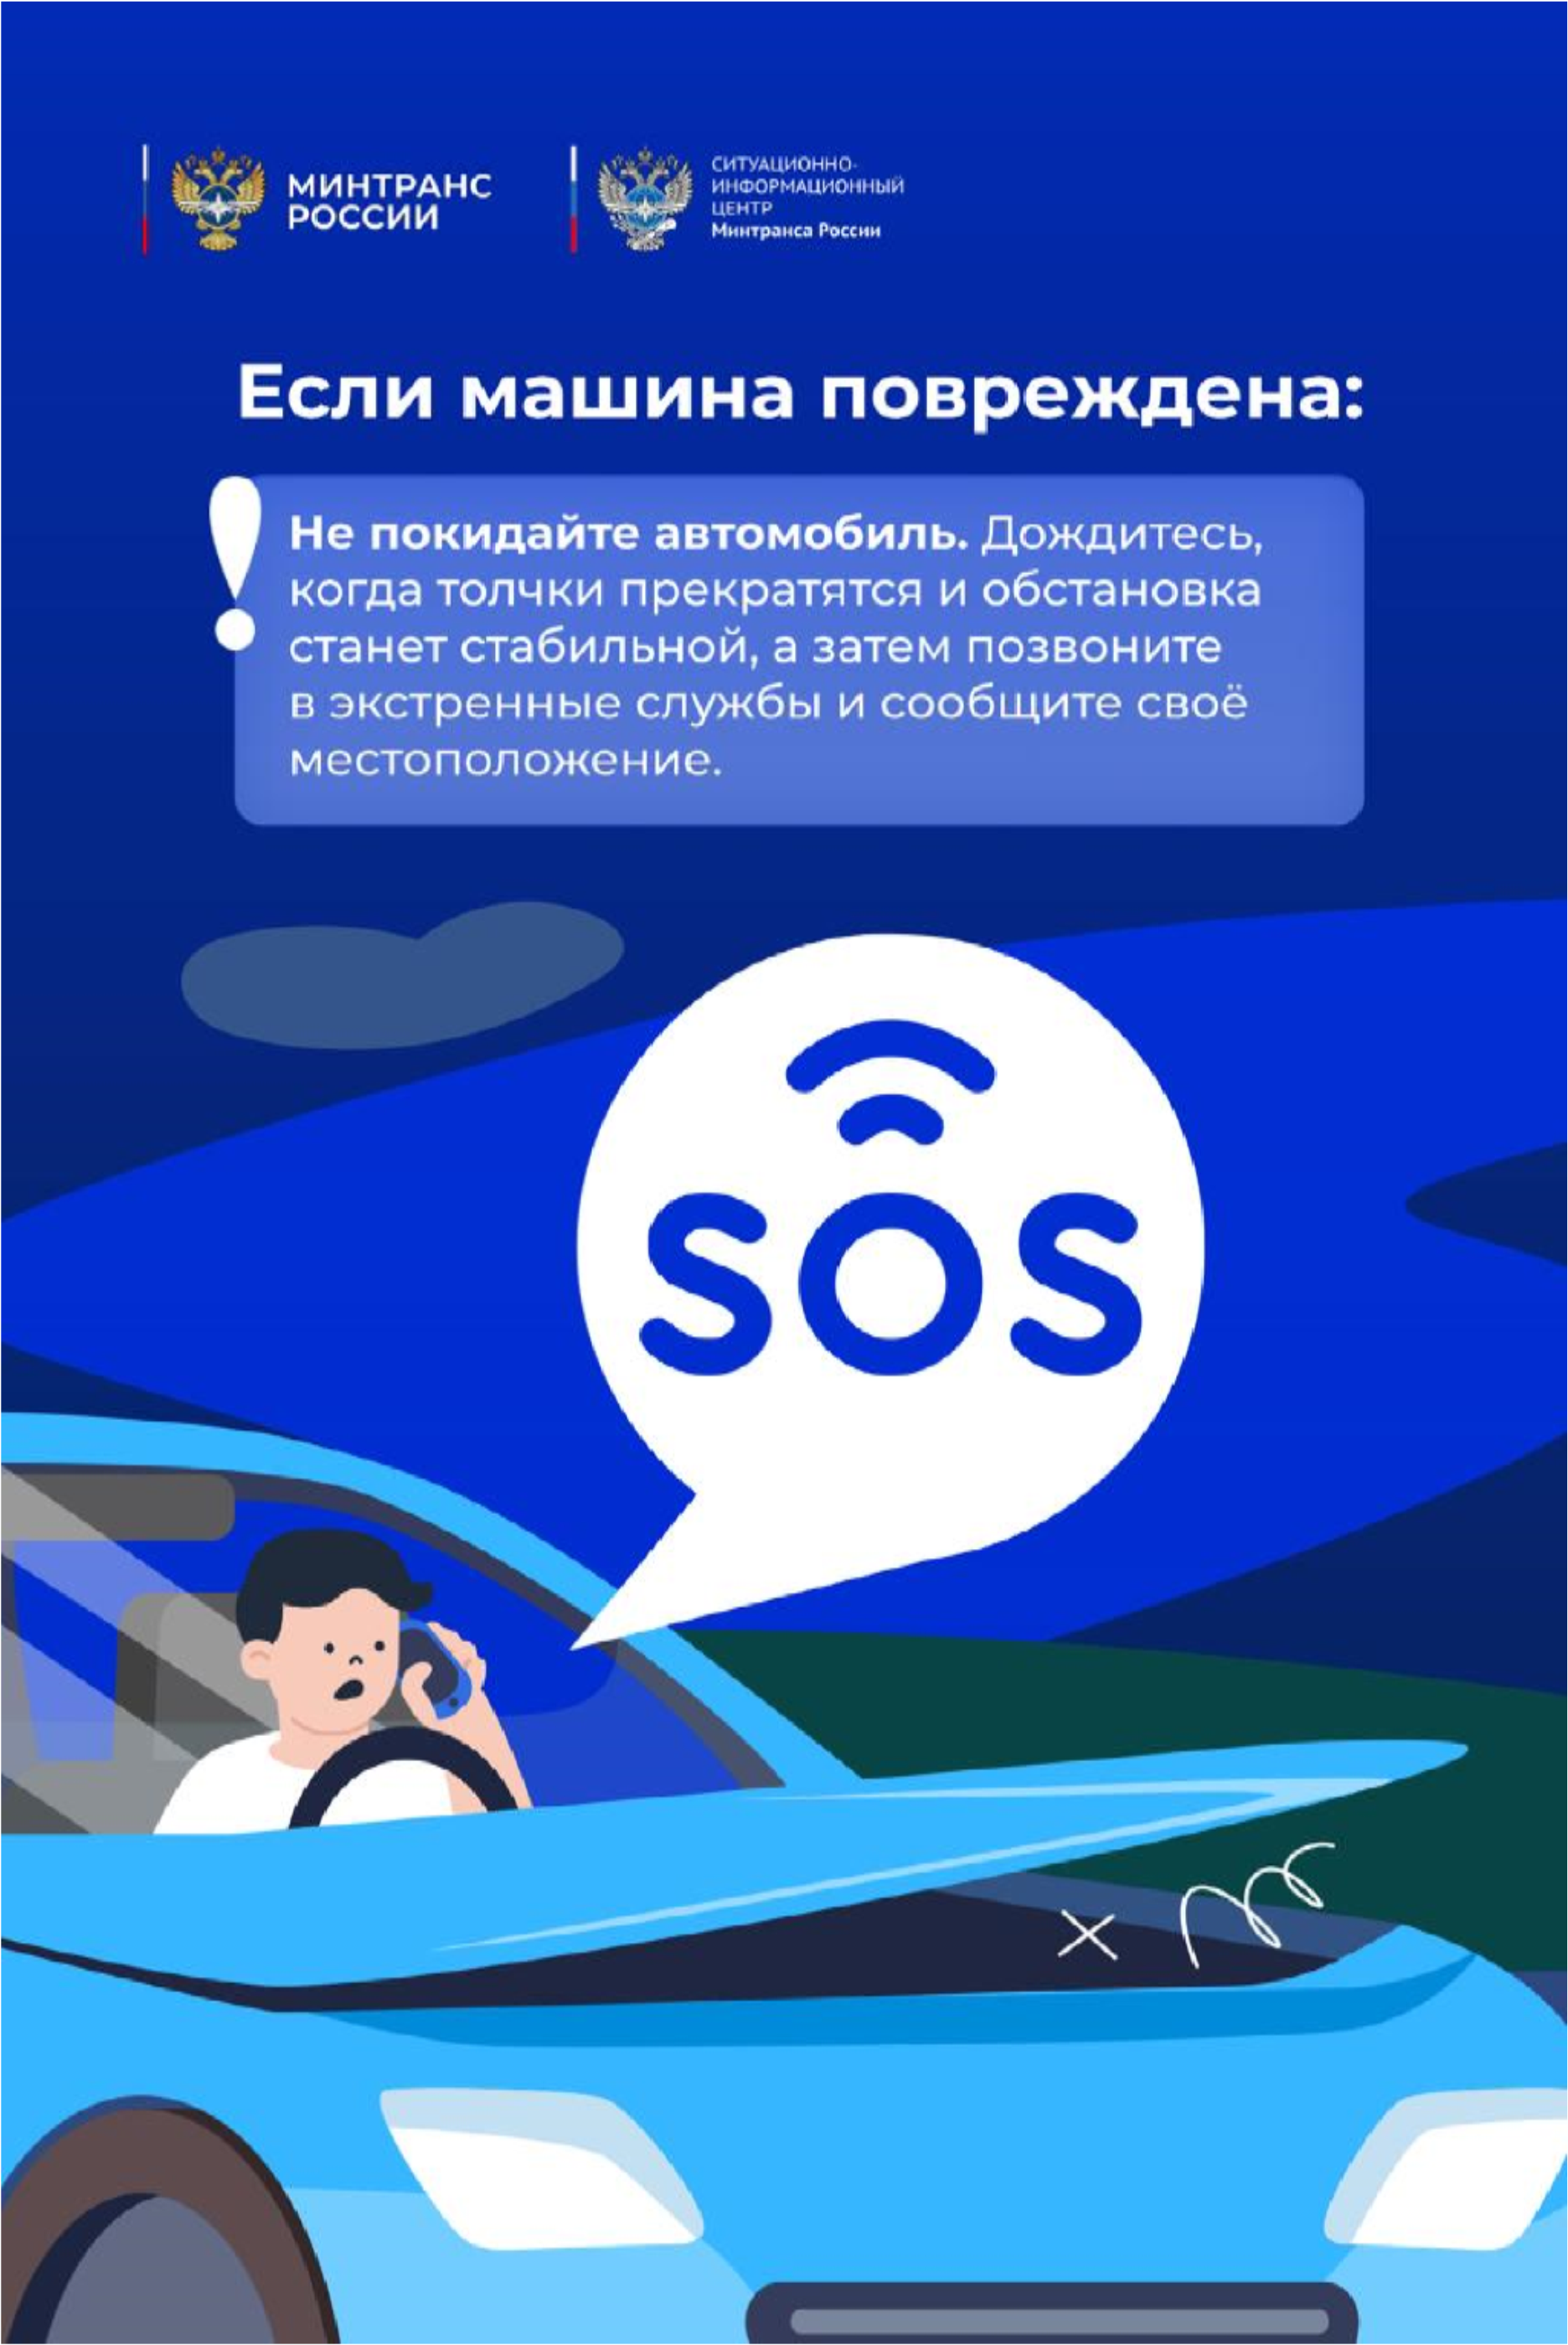 МИНТРАНС
РОССИИ
СИТУАЦИОННО-
ИНФОРМАЦИОННЫЙ
ЦЕНТР
Минтранса России
Если машина повреждена:
Не покидайте автомобиль. Дождитесь,
когда толчки прекратятся и обстановка
станет стабильной, а затем позвоните
в экстренные службы и сообщите своё
местоположение.
SOS